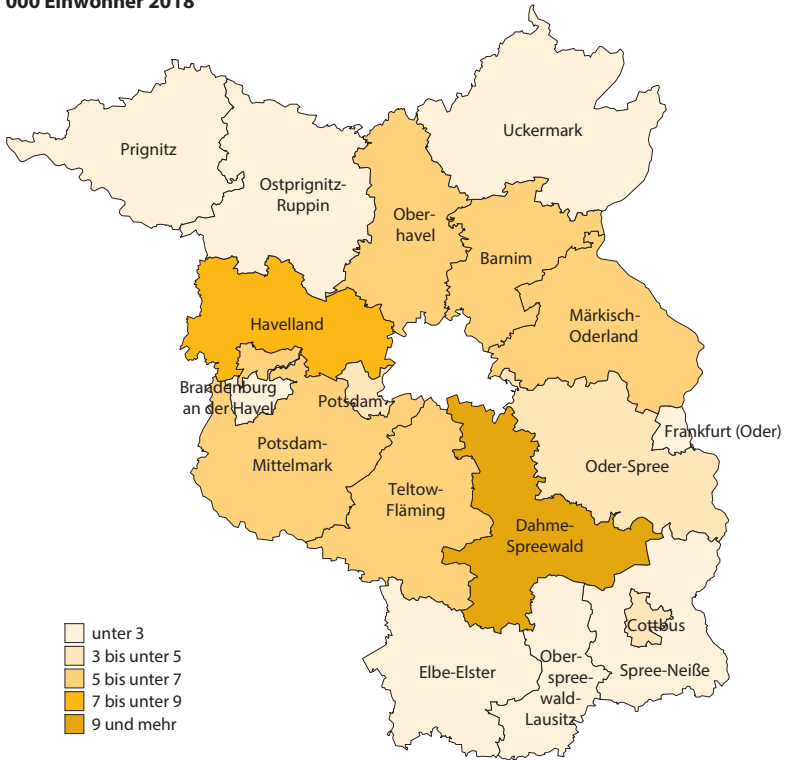 000 Einwohner 2018
Uckermark
Prignitz
Ostprignitz-
Ruppin
Ober-
havel
Barnim
Havelland
Märkisch-
Oderland
Brandenburg
an der Havel
Potsdam
Frankfurt (Oder)
Potsdam-
Mittelmark
Oder-Spree
Teltow-
Fläming
Dahme-
Spreewald
Cottbus
unter 3
3 bis unter 5
5 bis unter 7
7 bis unter 9
9 und mehr
Elbe-Elster
Ober-
spree-
wald-
Lausitz
Spree-Neiße